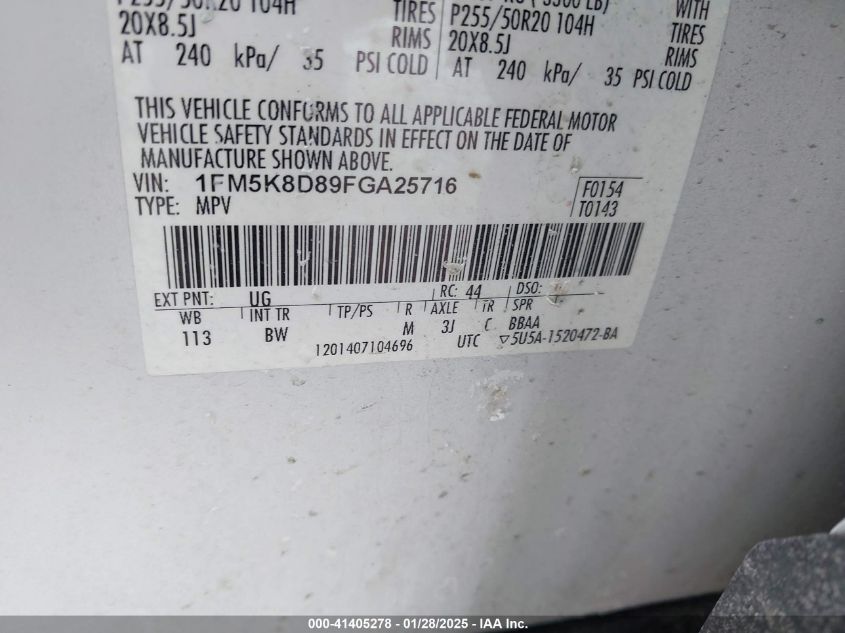 P255/50R20 104H TIRES P255/50R20 104H WITH TIRES
20X8.5J RIMS 20X8.5J RIMS
AT 240 kPa/ 35 PSI COLD AT 240 kPa/ 35 PSI COLD
THIS VEHICLE CONFORMS TO ALL APPLICABLE FEDERAL MOTOR
VEHICLE SAFETY STANDARDS IN EFFECT ON THE DATE OF
MANUFACTURE SHOWN ABOVE.
VIN: 1FM5K8D89FGA25716 F0154
TYPE: MPV T0143
EXT PNT: UG RC: 44 DSO:
WB INT TR TP/PS R AXLE TR SPR
113 BW M 3J C BBAA
1201407104696 UTC ▽5U5A-1520472-BA
000-41405278 - 01/28/2025 - IAA Inc.